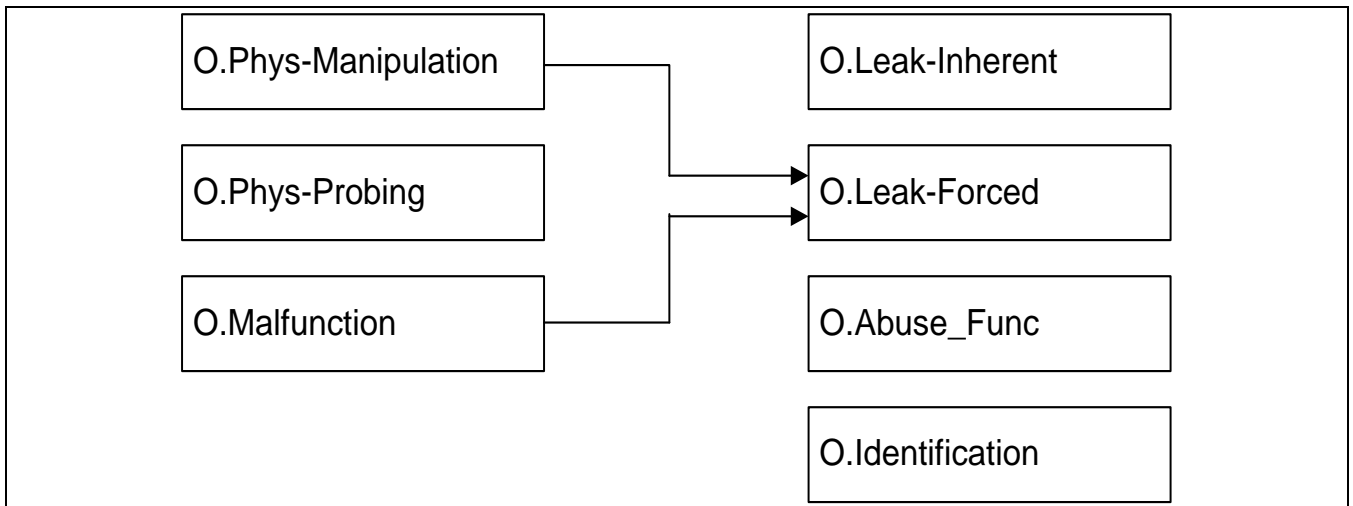 O.Phys-Manipulation
O.Leak-Inherent
O.Phys-Probing
O.Leak-Forced
O.Malfunction
O.Abuse_Func
O.Identification